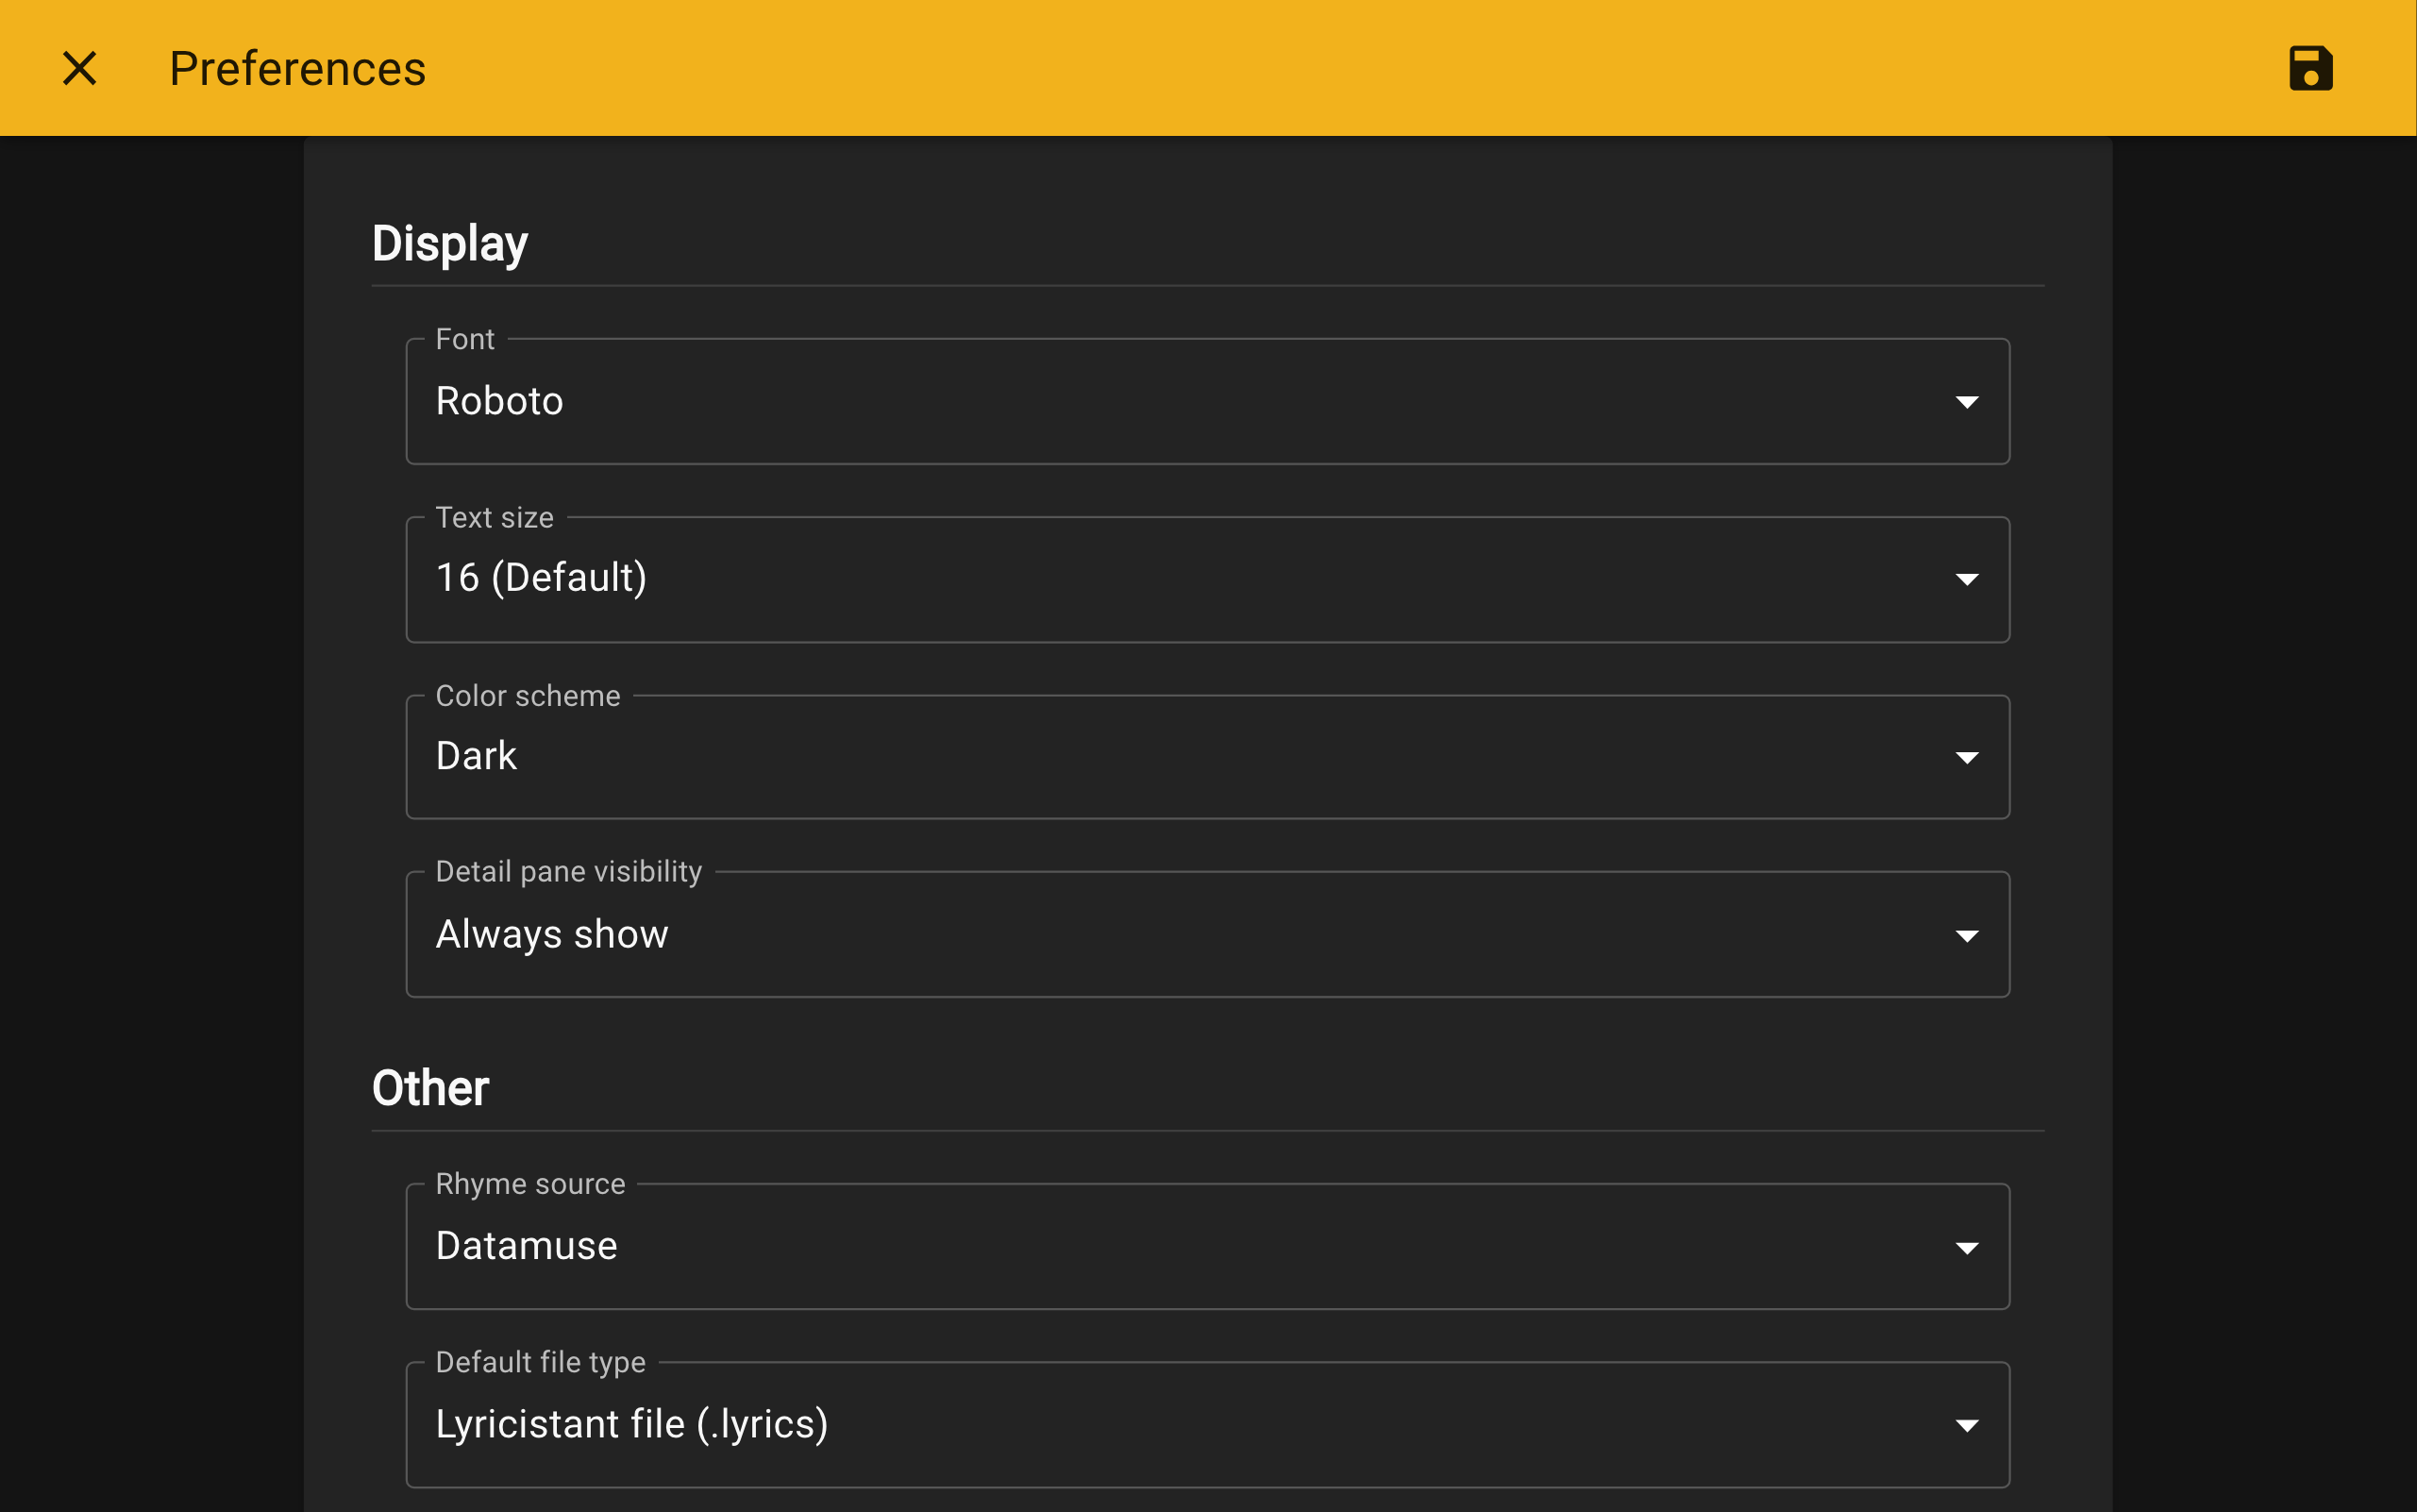 Preferences
Display
Font
Roboto
Text size
16 (Default)
Color scheme
Dark
Detail pane visibility
Always show
Other
Rhyme source
Datamuse
Default file type
Lyricistant file (.lyrics)